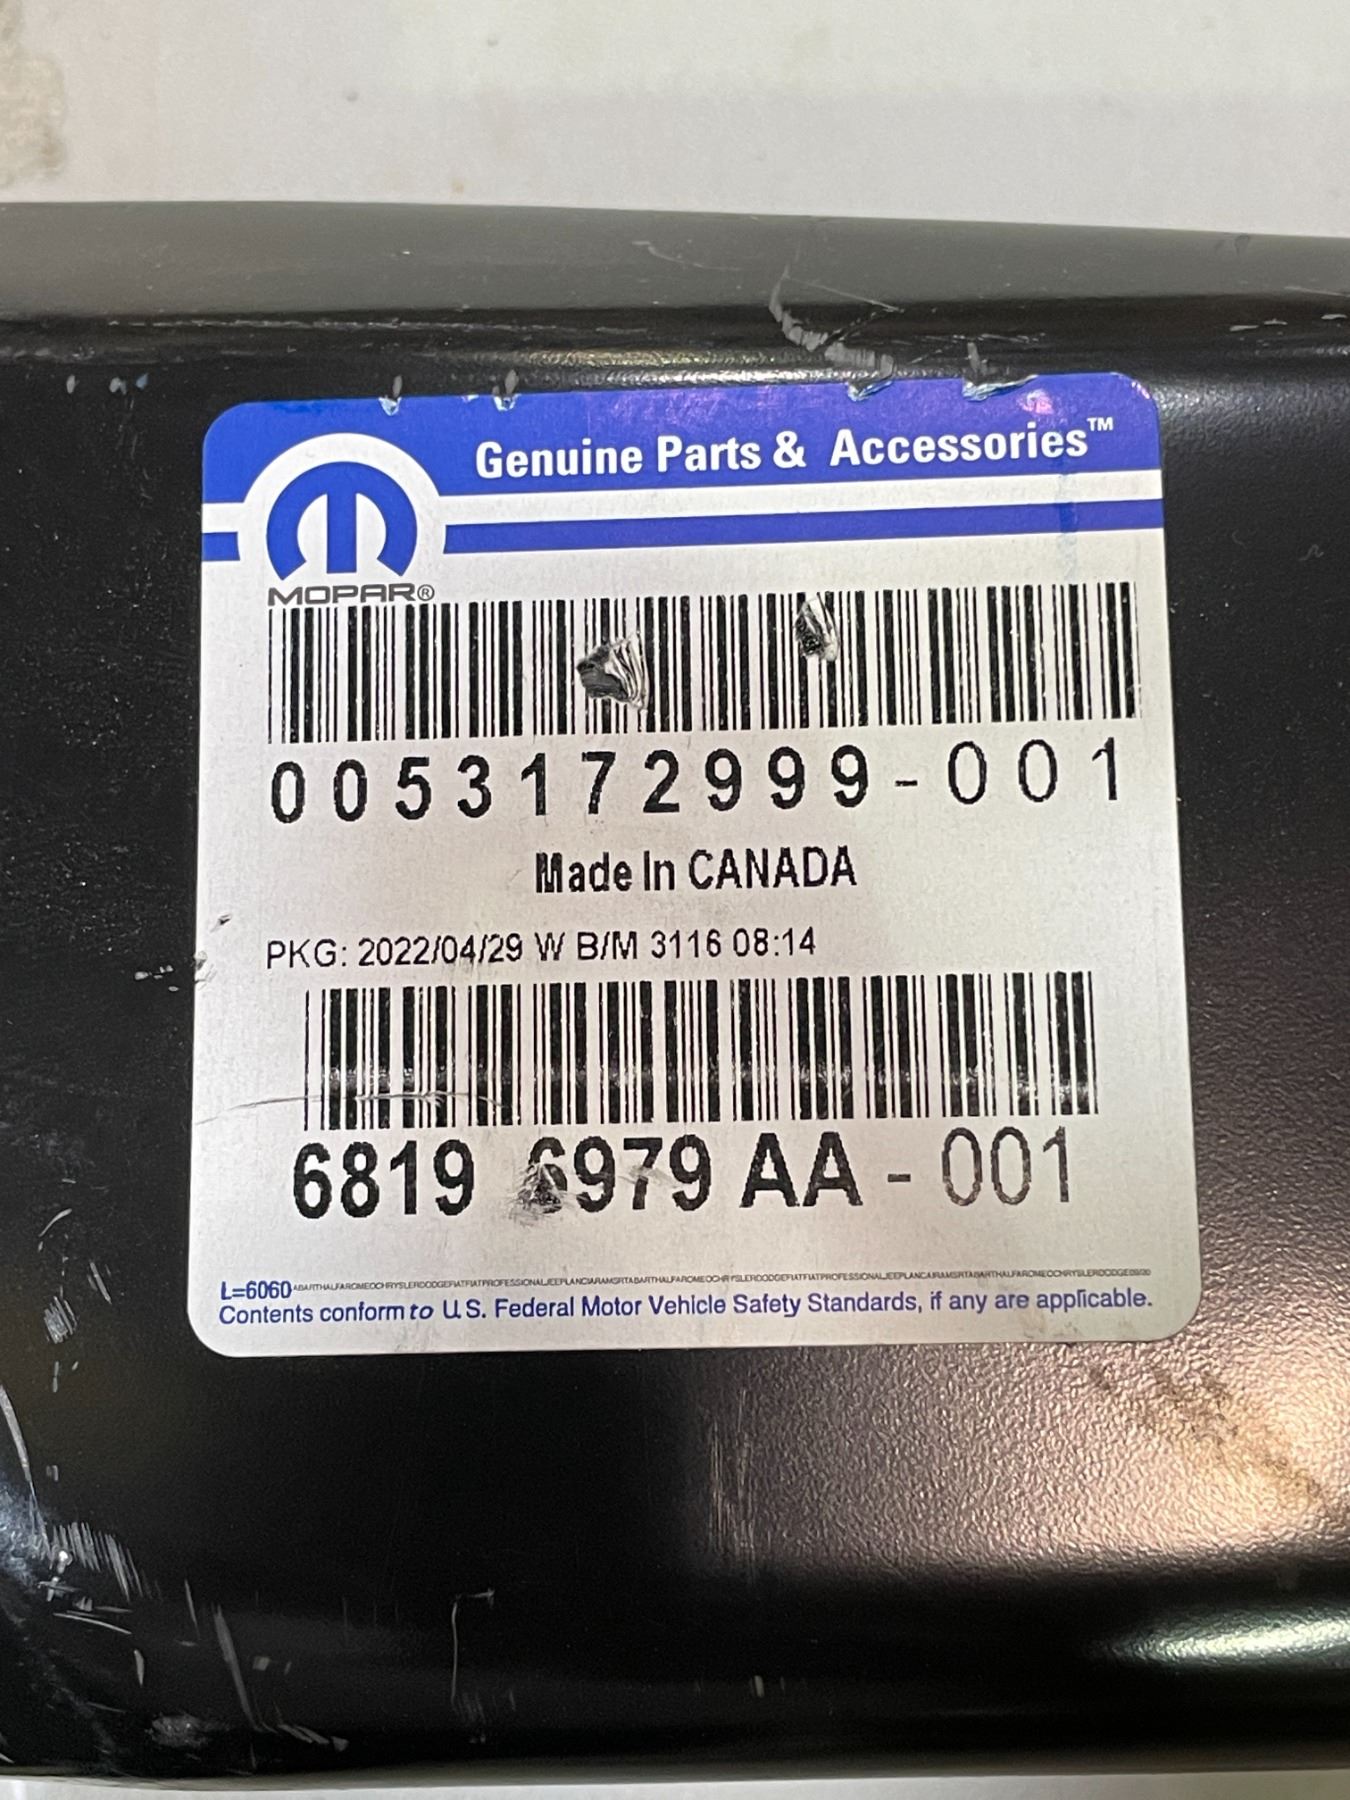 Genuine Parts & Accessories™
MOPAR®
0053172999-001
Made In CANADA
PKG: 2022/04/29 W B/M 3116 08:14
6819 6979 AA - 001
L=6060
Contents conform to U.S. Federal Motor Vehicle Safety Standards, if any are applicable.